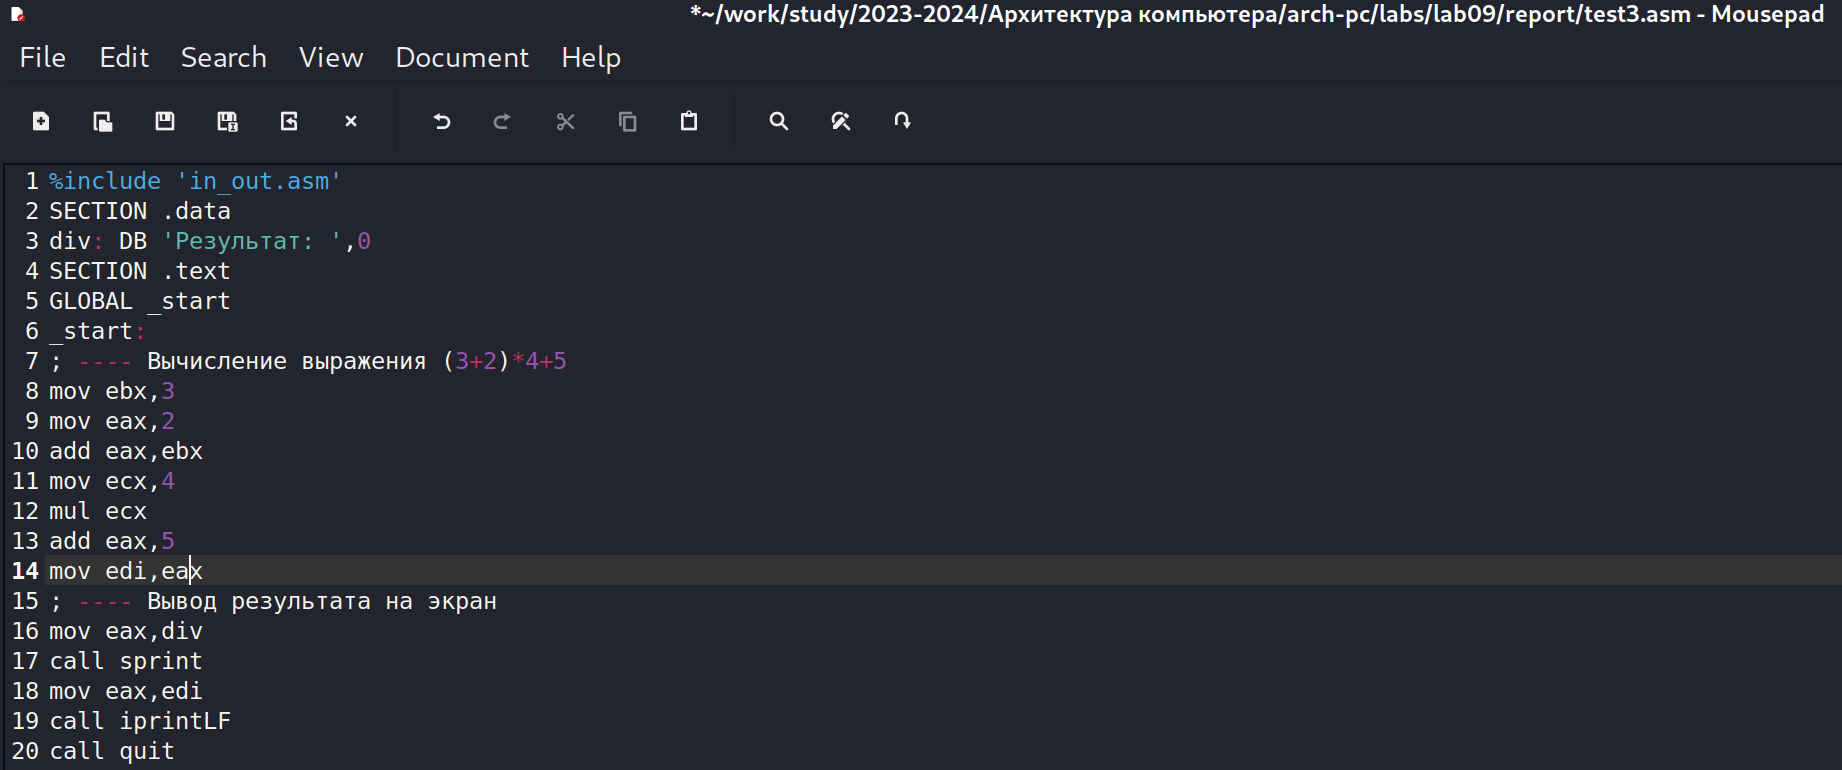 *~/work/study/2023-2024/Архитектура компьютера/arch-pc/labs/lab09/report/test3.asm - Mousepad
File Edit Search View Document Help
1 %include 'in_out.asm'
2 SECTION .data
3 div: DB 'Результат: ',0
4 SECTION .text
5 GLOBAL _start
6 _start:
7 ; ---- Вычисление выражения (3+2)*4+5
8 mov ebx,3
9 mov eax,2
10 add eax,ebx
11 mov ecx,4
12 mul ecx
13 add eax,5
14 mov edi,eax
15 ; ---- Вывод результата на экран
16 mov eax,div
17 call sprint
18 mov eax,edi
19 call iprintLF
20 call quit